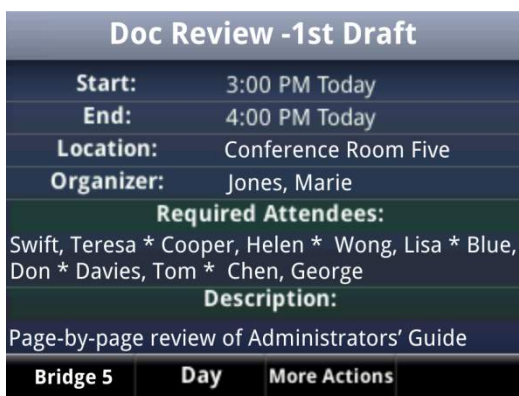 Doc Review -1st Draft
Start: 3:00 PM Today
End: 4:00 PM Today
Location: Conference Room Five
Organizer: Jones, Marie
Required Attendees:
Swift, Teresa * Cooper, Helen * Wong, Lisa * Blue,
Don * Davies, Tom * Chen, George
Description:
Page-by-page review of Administrators’ Guide
Bridge 5 Day More Actions